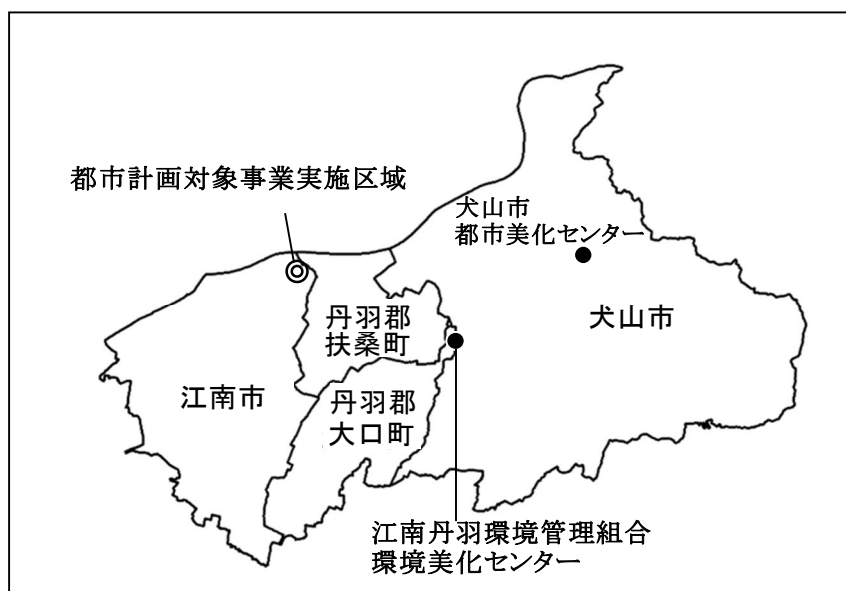 都市計画対象事業実施区域
犬山市
都市美化センター
丹羽郡
扶桑町
犬山市
江南市
丹羽郡
大口町
江南丹羽環境管理組合
環境美化センター